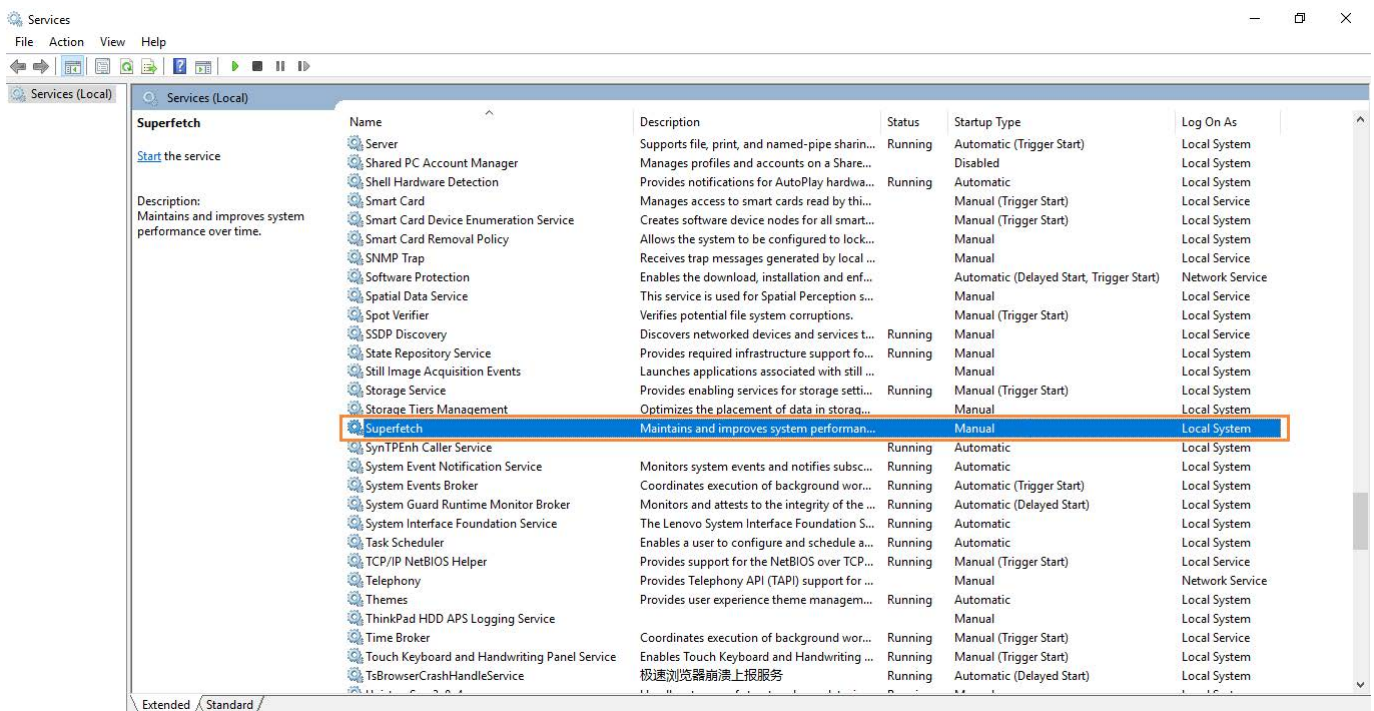 Services
File Action View Help
Services (Local)
Services (Local)
Superfetch
Start the service
Description:
Maintains and improves system
performance over time.
Name Description Status Startup Type Log On As
Server Supports file, print, and named-pipe sharin... Running Automatic (Trigger Start) Local System
Shared PC Account Manager Manages profiles and accounts on a Share... Disabled Local System
Shell Hardware Detection Provides notifications for AutoPlay hardwa... Running Automatic Local System
Smart Card Manages access to smart cards read by thi... Manual (Trigger Start) Local Service
Smart Card Device Enumeration Service Creates software device nodes for all smart... Manual (Trigger Start) Local System
Smart Card Removal Policy Allows the system to be configured to lock... Manual Local System
SNMP Trap Receives trap messages generated by local ... Manual Local Service
Software Protection Enables the download, installation and enf... Automatic (Delayed Start, Trigger Start) Network Service
Spatial Data Service This service is used for Spatial Perception s... Manual Local Service
Spot Verifier Verifies potential file system corruptions. Manual (Trigger Start) Local System
SSDP Discovery Discovers networked devices and services t... Running Manual Local Service
State Repository Service Provides required infrastructure support fo... Running Manual Local System
Still Image Acquisition Events Launches applications associated with still ... Manual Local System
Storage Service Provides enabling services for storage setti... Running Manual (Trigger Start) Local System
Storage Tiers Management Optimizes the placement of data in storag... Manual Local System
Superfetch Maintains and improves system performan... Manual Local System
SynTPEnh Caller Service Running Automatic Local System
System Event Notification Service Monitors system events and notifies subsc... Running Automatic Local System
System Events Broker Coordinates execution of background wor... Running Automatic (Trigger Start) Local System
System Guard Runtime Monitor Broker Monitors and attests to the integrity of the ... Running Automatic (Delayed Start) Local System
System Interface Foundation Service The Lenovo System Interface Foundation S... Running Automatic Local System
Task Scheduler Enables a user to configure and schedule a... Running Automatic Local System
TCP/IP NetBIOS Helper Provides support for the NetBIOS over TCP... Running Manual (Trigger Start) Local Service
Telephony Provides Telephony API (TAPI) support for ... Manual Network Service
Themes Provides user experience theme managem... Running Automatic Local System
ThinkPad HDD APS Logging Service Manual Local System
Time Broker Coordinates execution of background wor... Running Manual (Trigger Start) Local Service
Touch Keyboard and Handwriting Panel Service Enables Touch Keyboard and Handwriting ... Running Manual (Trigger Start) Local System
TsBrowserCrashHandleService 极速浏览器崩溃上报服务 Running Automatic (Delayed Start) Local System
Extended Standard